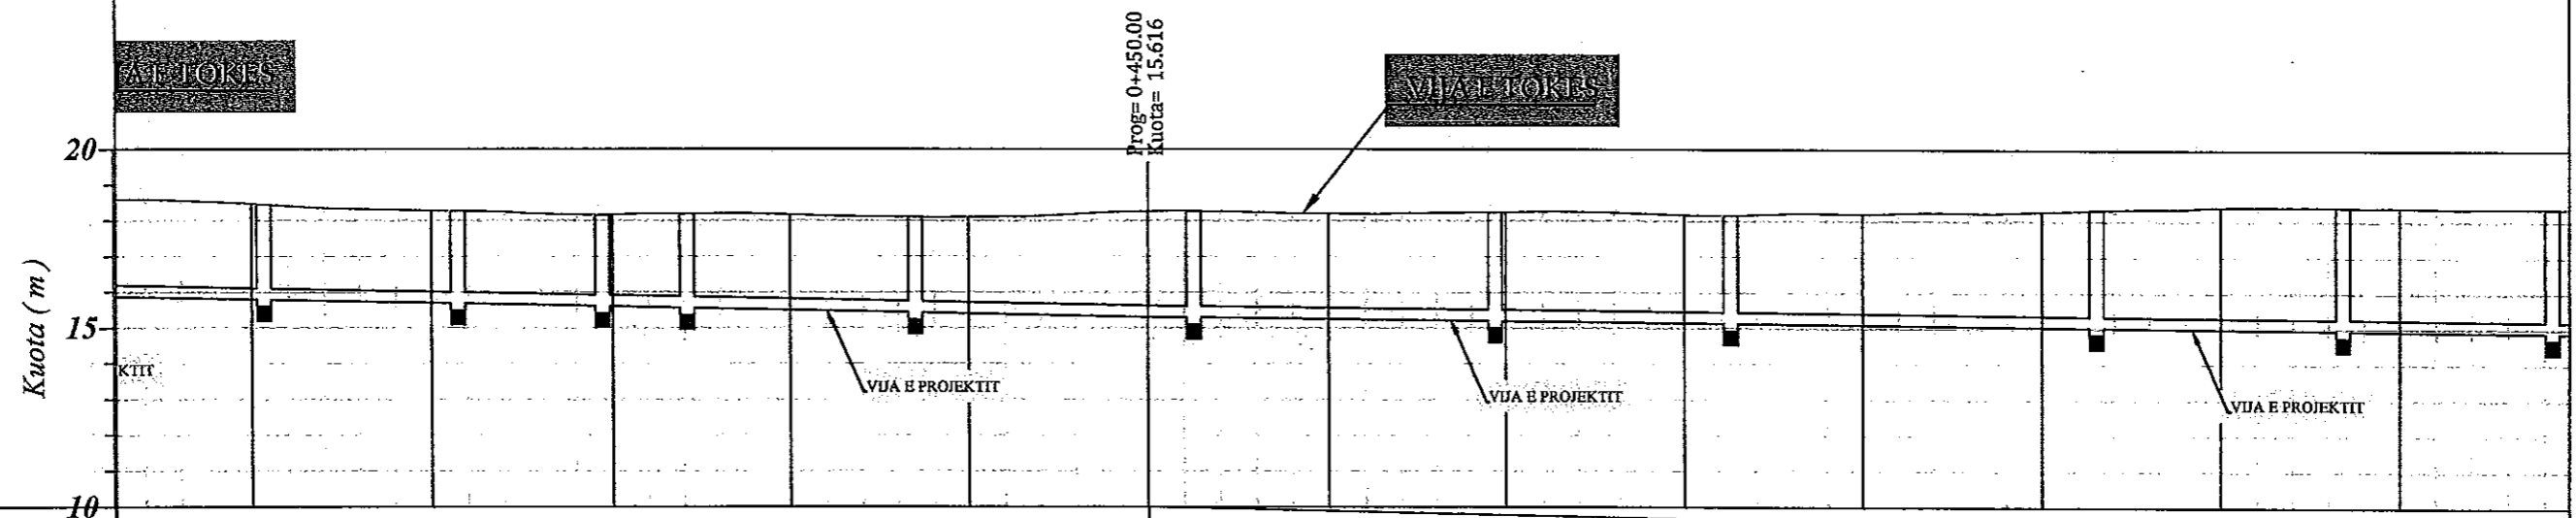 Prog= 0+450.00
Kuota= 15.616
A E TOKES
VIJA E TOKES
20
Kuota ( m )
15
KTIT
VIJA E PROJEKTIT
VIJA E PROJEKTIT
VIJA E PROJEKTIT
10